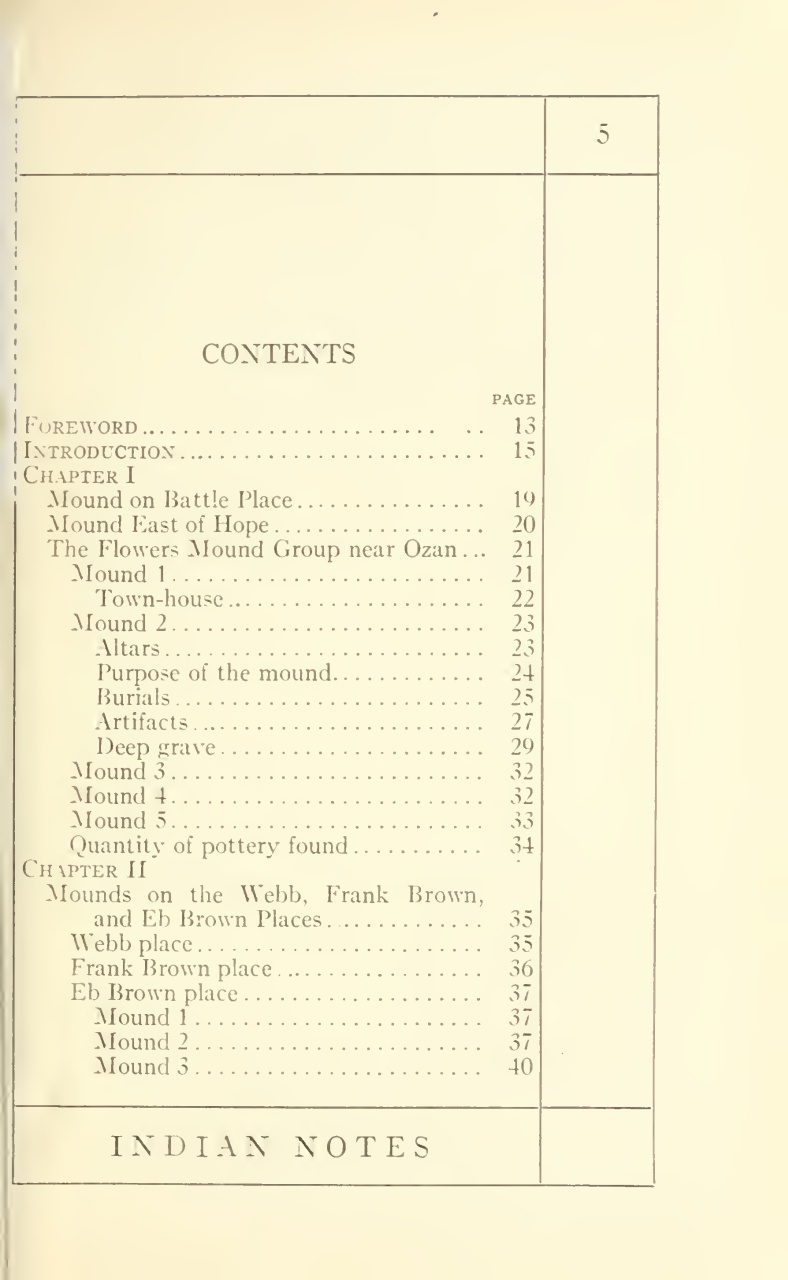 5
CONTENTS
PAGE
FOREWORD........................ .. 13
INTRODUCTION....................... 15
CHAPTER I
Mound on Battle Place................ 19
Mound East of Hope.................. 20
The Flowers Mound Group near Ozan... 21
Mound 1.......................... 21
Town-house...................... 22
Mound 2.......................... 23
Altars........................... 23
Purpose of the mound............. 24
Burials.......................... 25
Artifacts........................ 27
Deep grave...................... 29
Mound 3.......................... 32
Mound 4.......................... 32
Mound 5.......................... 33
Quantity of pottery found........... 34
CHAPTER II
Mounds on the Webb, Frank Brown,
and Eb Brown Places............. 35
Webb place........................ 35
Frank Brown place................. 36
Eb Brown place.................... 37
Mound 1........................ 37
Mound 2........................ 37
Mound 3........................ 40
INDIAN NOTES